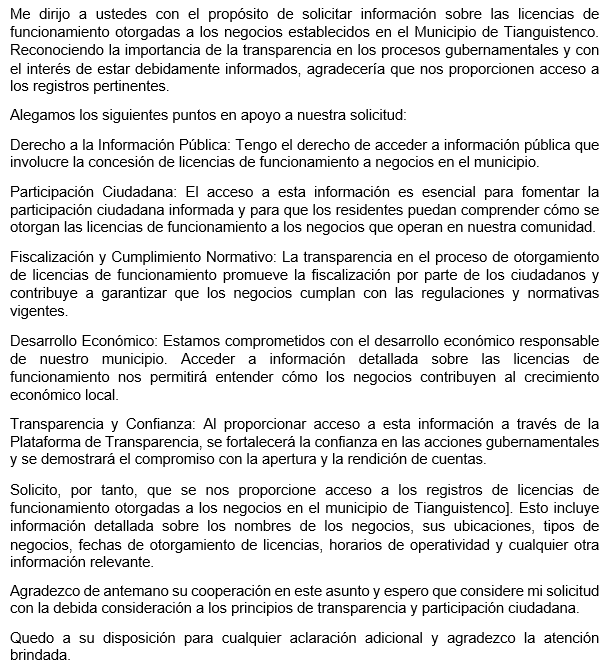 Me dirijo a ustedes con el propósito de solicitar información sobre las licencias de
funcionamiento otorgadas a los negocios establecidos en el Municipio de Tianguistenco.
Reconociendo la importancia de la transparencia en los procesos gubernamentales y con
el interés de estar debidamente informados, agradecería que nos proporcionen acceso a
los registros pertinentes.
Alegamos los siguientes puntos en apoyo a nuestra solicitud:
Derecho a la Información Pública: Tengo el derecho de acceder a información pública que
involucre la concesión de licencias de funcionamiento a negocios en el municipio.
Participación Ciudadana: El acceso a esta información es esencial para fomentar la
participación ciudadana informada y para que los residentes puedan comprender cómo se
otorgan las licencias de funcionamiento a los negocios que operan en nuestra comunidad.
Fiscalización y Cumplimiento Normativo: La transparencia en el proceso de otorgamiento
de licencias de funcionamiento promueve la fiscalización por parte de los ciudadanos y
contribuye a garantizar que los negocios cumplan con las regulaciones y normativas
vigentes.
Desarrollo Económico: Estamos comprometidos con el desarrollo económico responsable
de nuestro municipio. Acceder a información detallada sobre las licencias de
funcionamiento nos permitirá entender cómo los negocios contribuyen al crecimiento
económico local.
Transparencia y Confianza: Al proporcionar acceso a esta información a través de la
Plataforma de Transparencia, se fortalecerá la confianza en las acciones gubernamentales
y se demostrará el compromiso con la apertura y la rendición de cuentas.
Solicito, por tanto, que se nos proporcione acceso a los registros de licencias de
funcionamiento otorgadas a los negocios en el municipio de Tianguistenco]. Esto incluye
información detallada sobre los nombres de los negocios, sus ubicaciones, tipos de
negocios, fechas de otorgamiento de licencias, horarios de operatividad y cualquier otra
información relevante.
Agradezco de antemano su cooperación en este asunto y espero que considere mi solicitud
con la debida consideración a los principios de transparencia y participación ciudadana.
Quedo a su disposición para cualquier aclaración adicional y agradezco la atención
brindada.